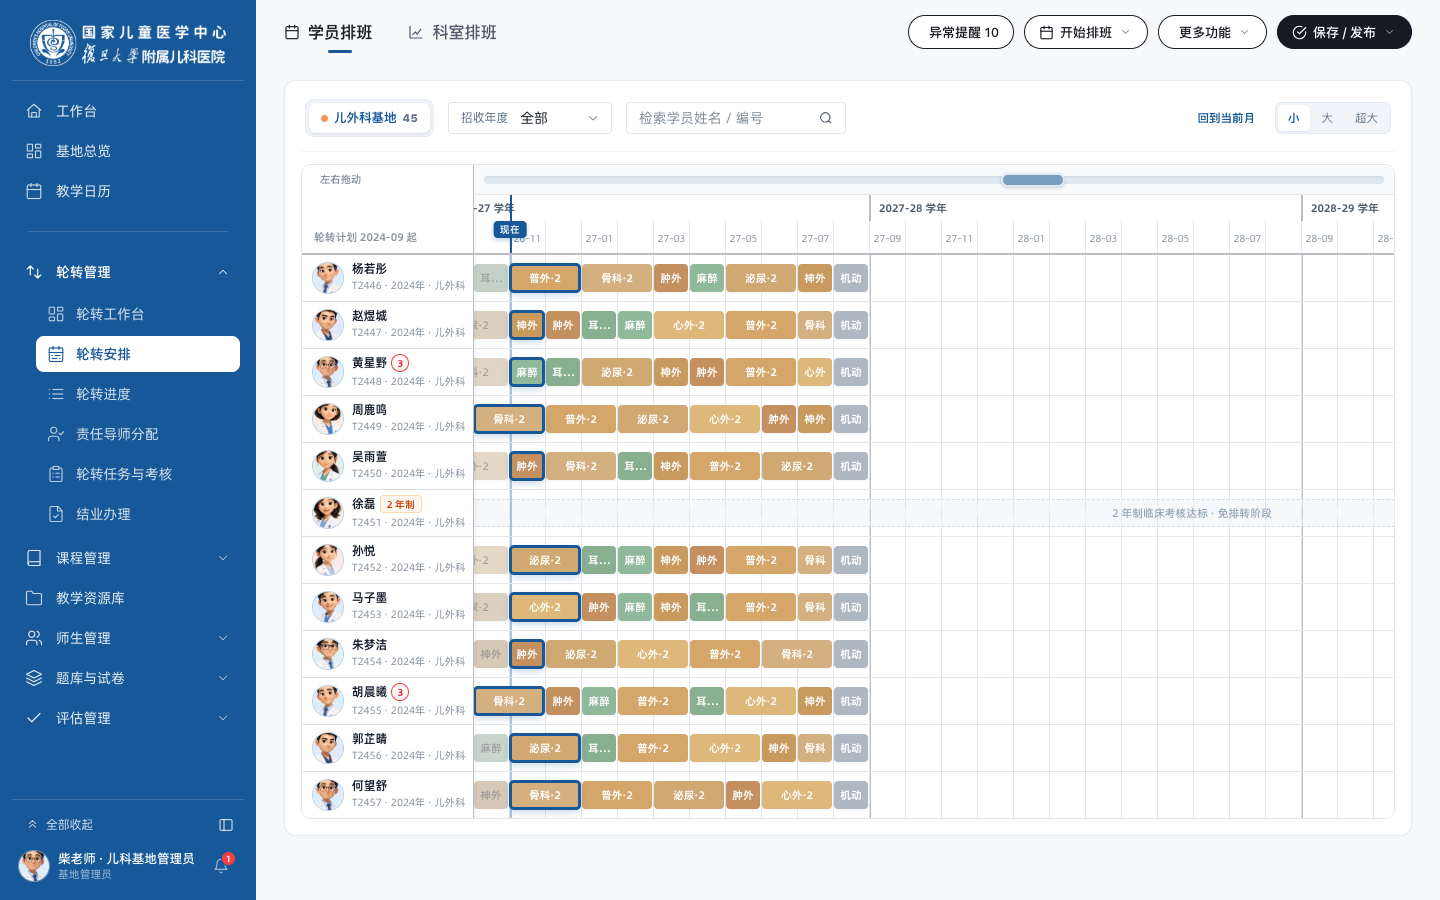 国家儿童医学中心
復旦大学附属儿科医院
工作台
基地总览
教学日历
轮转管理
轮转工作台
轮转安排
轮转进度
责任导师分配
轮转任务与考核
结业办理
课程管理
教学资源库
师生管理
题库与试卷
评估管理
全部收起
柴老师 · 儿科基地管理员
基地管理员
1
学员排班
科室排班
异常提醒 10
开始排班
更多功能
保存 / 发布
儿外科基地 45
招收年度 全部
检索学员姓名 / 编号
回到当前月
小 大 超大
左右拖动
-27 学年 2027-28 学年 2028-29 学年
轮转计划 2024-09 起
现在
26-11 27-01 27-03 27-05 27-07 27-09 27-11 28-01 28-03 28-05 28-07 28-09 28-
杨若彤
T2446 · 2024年 · 儿外科
耳... 普外·2 骨科·2 肿外 麻醉 泌尿·2 神外 机动
赵煜城
T2447 · 2024年 · 儿外科
·2 神外 肿外 耳... 麻醉 心外·2 普外·2 骨科 机动
黄星野 3
T2448 · 2024年 · 儿外科
·2 麻醉 耳... 泌尿·2 神外 肿外 普外·2 心外 机动
周鹿鸣
T2449 · 2024年 · 儿外科
骨科·2 普外·2 泌尿·2 心外·2 肿外 神外 机动
吴雨萱
T2450 · 2024年 · 儿外科
·2 肿外 骨科·2 耳... 普外·2 泌尿·2 机动
徐磊 2 年制
T2451 · 2024年 · 儿外科
2 年制临床考核达标 · 免排转阶段
孙悦
T2452 · 2024年 · 儿外科
·2 泌尿·2 耳... 麻醉 神外 肿外 普外·2 骨科 机动
马子墨
T2453 · 2024年 · 儿外科
·2 心外·2 肿外 麻醉 神外 耳... 普外·2 骨科 机动
朱梦洁
T2454 · 2024年 · 儿外科
神外 肿外 泌尿·2 心外·2 普外·2 骨科·2 机动
胡晨曦 3
T2455 · 2024年 · 儿外科
骨科·2 肿外 麻醉 普外·2 耳... 心外·2 神外 机动
郭芷晴
T2456 · 2024年 · 儿外科
麻醉 泌尿·2 耳... 普外·2 心外·2 神外 骨科 机动
何望舒
T2457 · 2024年 · 儿外科
神外 骨科·2 普外·2 泌尿·2 肿外 心外·2 机动